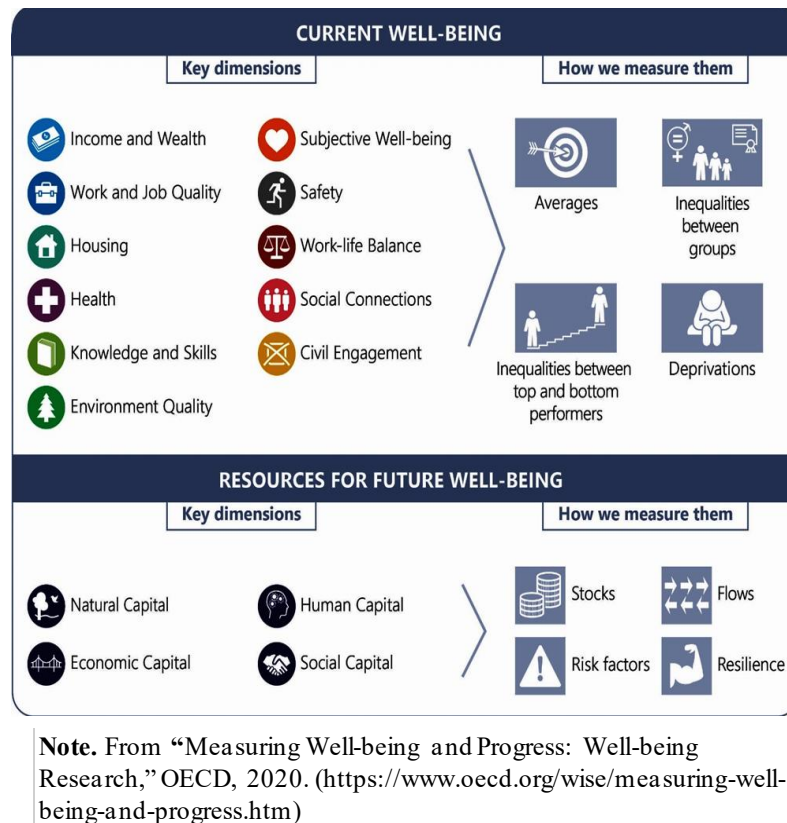 CURRENT WELL-BEING
Key dimensions
How we measure them
Income and Wealth
Work and Job Quality
Housing
Health
Knowledge and Skills
Environment Quality
Subjective Well-being
Safety
Work-life Balance
Social Connections
Civil Engagement
Averages
Inequalities
between
groups
Inequalities between
top and bottom
performers
Deprivations
RESOURCES FOR FUTURE WELL-BEING
Key dimensions
How we measure them
Natural Capital
Economic Capital
Human Capital
Social Capital
Stocks
Flows
Risk factors
Resilience
Note. From “Measuring Well-being and Progress: Well-being
Research,” OECD, 2020. (https://www.oecd.org/wise/measuring-well-
being-and-progress.htm)